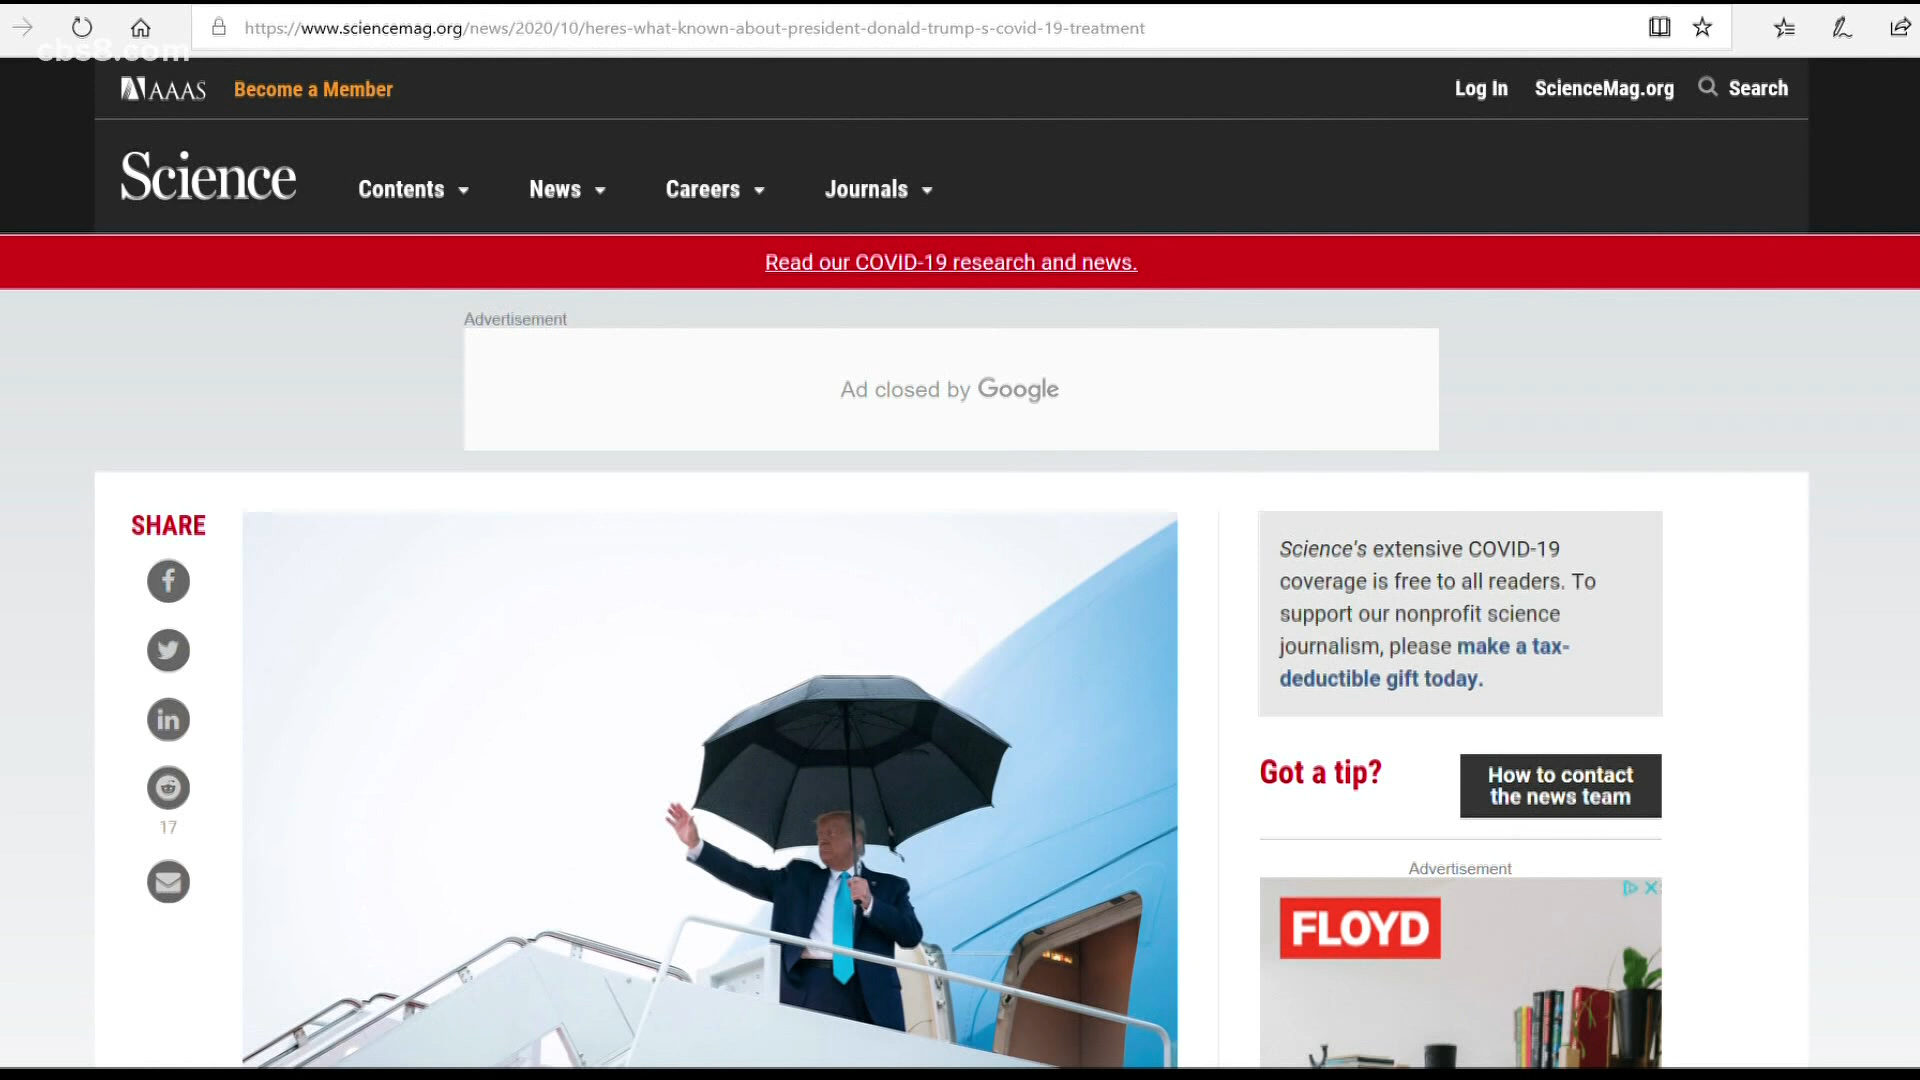 https://www.sciencemag.org/news/2020/10/heres-what-known-about-president-donald-trump-s-covid-19-treatment
cbs8.com
AAAS
Become a Member
Log In
ScienceMag.org
Search
Science
Contents
News
Careers
Journals
Read our COVID-19 research and news.
Advertisement
Ad closed by Google
SHARE
17
Science's extensive COVID-19
coverage is free to all readers. To
support our nonprofit science
journalism, please make a tax-
deductible gift today.
Got a tip?
How to contact
the news team
Advertisement
FLOYD